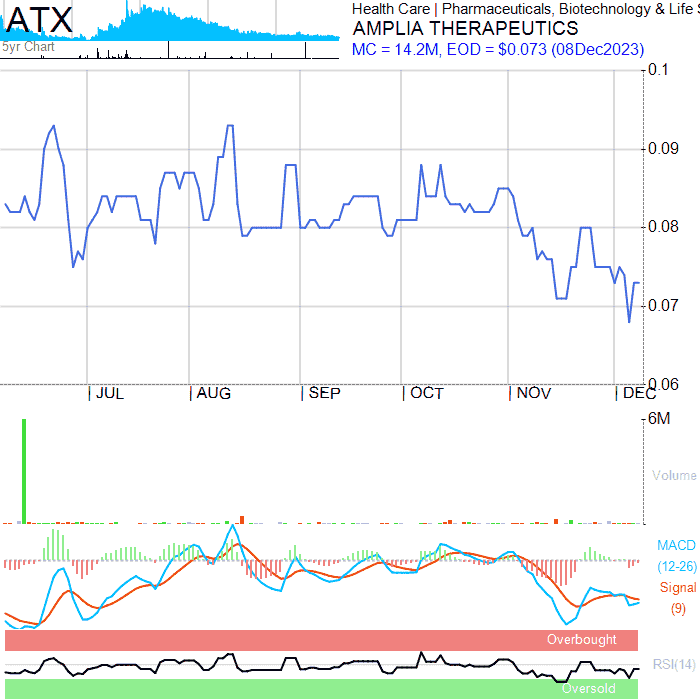 ATX
5yr Chart
Health Care | Pharmaceuticals, Biotechnology & Life
AMPLIA THERAPEUTICS
MC = 14.2M, EOD = $0.073 (08Dec2023)
0.1
0.09
0.08
0.07
0.06
JUL AUG SEP OCT NOV DEC
6M
Volume
MACD
(12-26)
Signal
(9)
Overbought
RSI(14)
Oversold